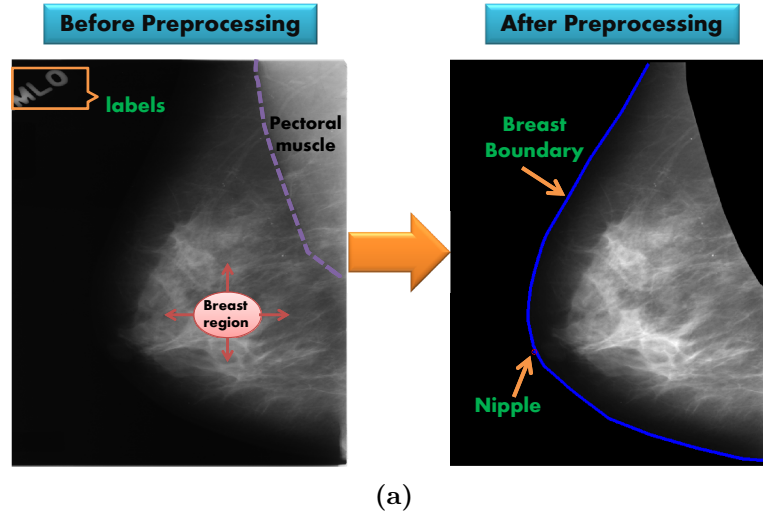 Before Preprocessing
After Preprocessing
MLO
labels
Pectoral
muscle
Breast
Boundary
Breast
region
Nipple
(a)